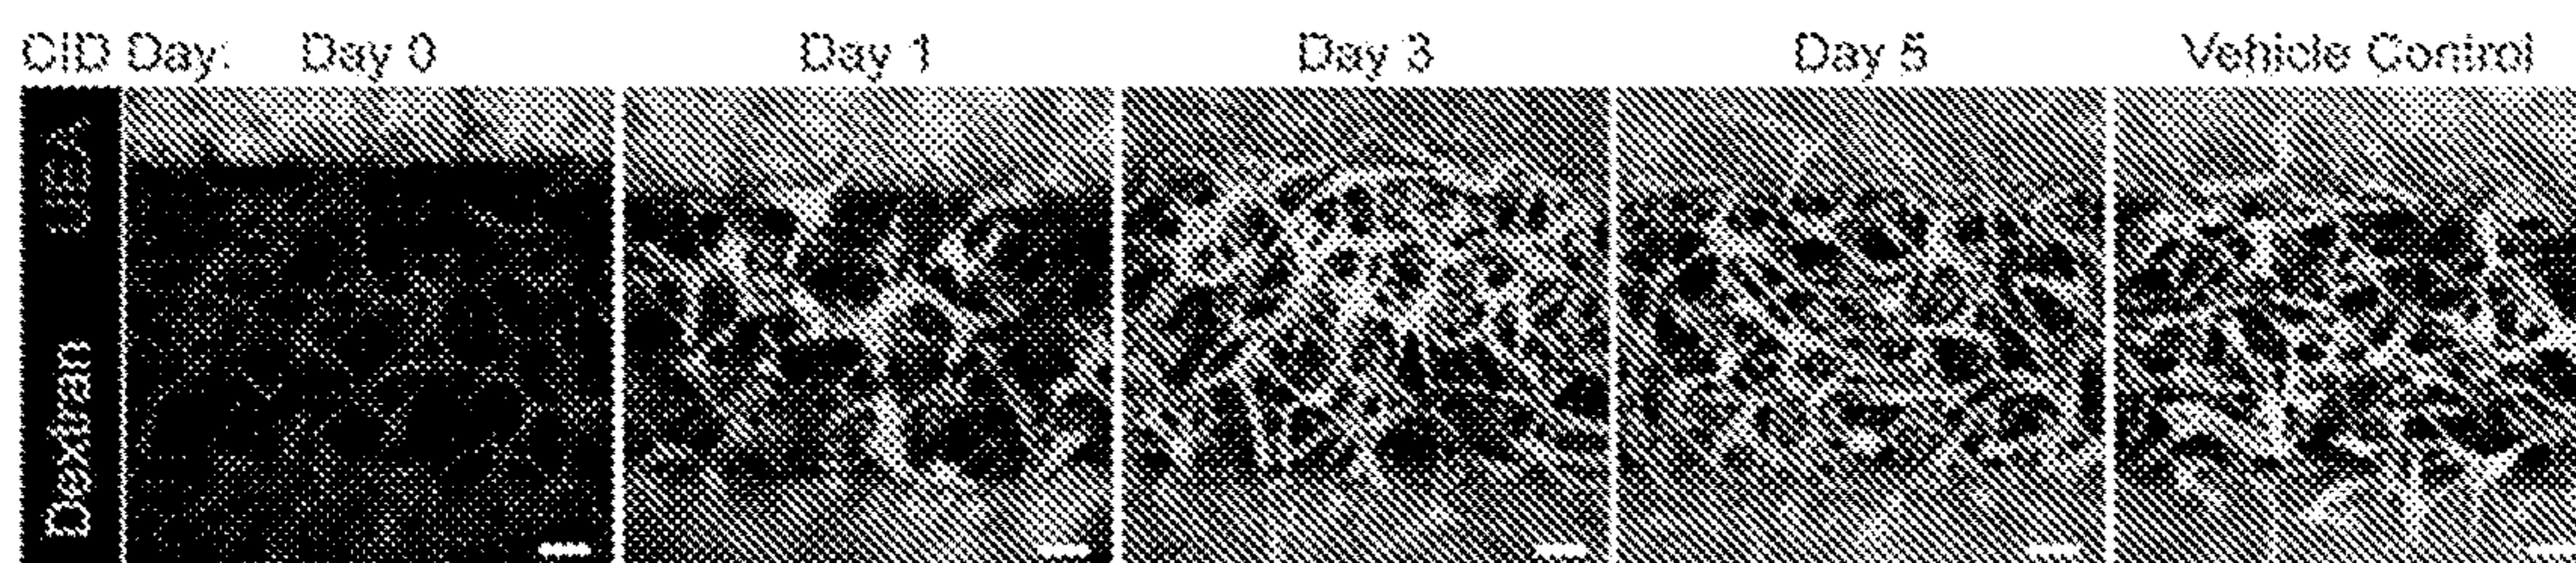 CID Day: Day 0 Day 1 Day 3 Day 5 Vehicle Control
UEA
Dextran